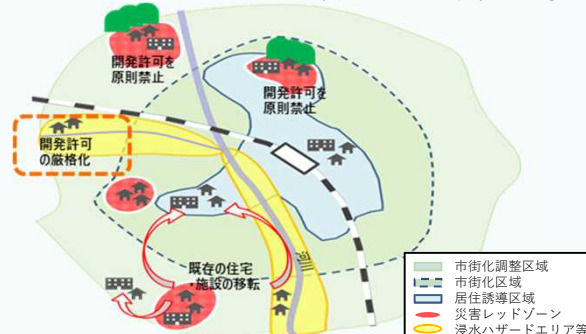 開発許可を
原則禁止
開発許可を
原則禁止
開発許可
の厳格化
既存の住宅
・施設の移転
市街化調整区域
市街化区域
居住誘導区域
災害レッドゾーン
浸水ハザードエリア等